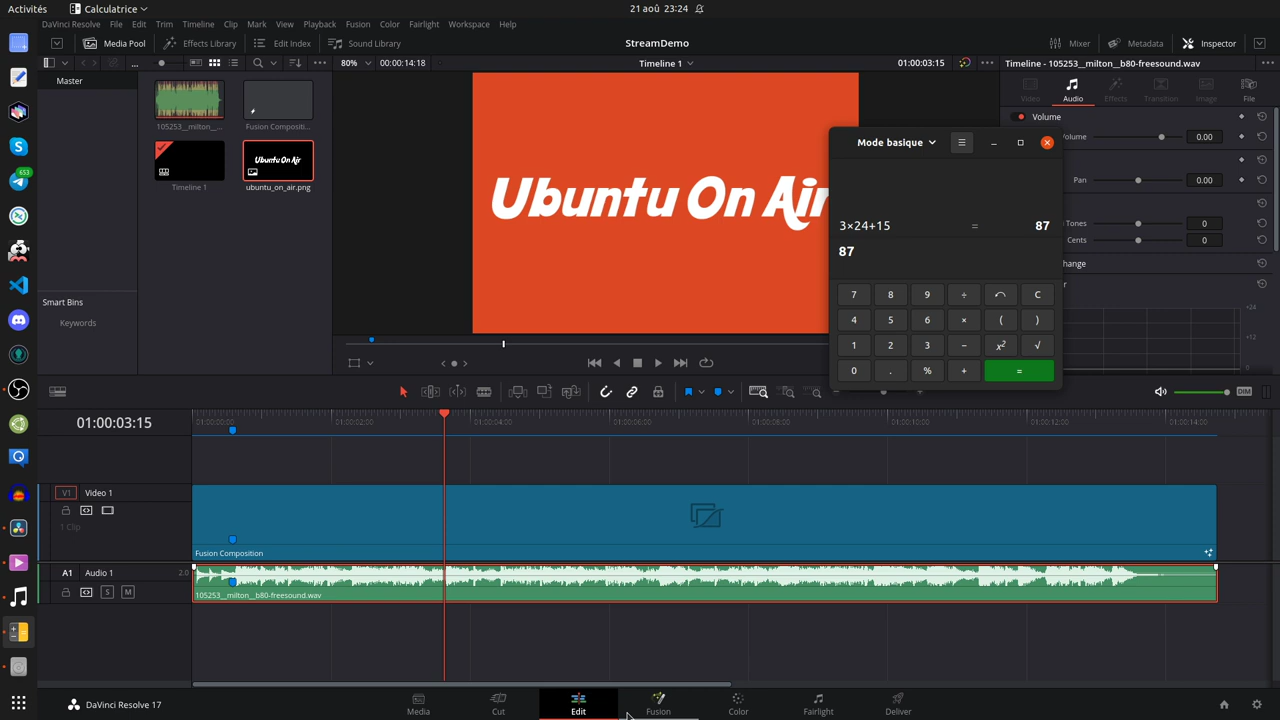 Activités
Calculatrice
21 aoû 23:24
653
DaVinci Resolve File Edit Trim Timeline Clip Mark View Playback Fusion Color Fairlight Workspace Help
Media Pool Effects Library Edit Index Sound Library StreamDemo Mixer Metadata Inspector
80% 00:00:14:18 Timeline 1 01:00:03:15 Timeline - 105253__milton__b80-freesound.wav
Master
105253__milton__...
Fusion Compositi...
Timeline 1
Ubuntu On Air
ubuntu_on_air.png
Smart Bins
Keywords
Ubuntu On Air
Video Audio Effects Transition Image File
Volume
Volume 0.00
Pan 0.00
Tones 0
Cents 0
+24
+12
Mode basique
3×24+15 = 87
87
7 8 9 ÷ C
4 5 6 × ( )
1 2 3 − x² √
0 . % + =
DIM
01:00:03:15
01:00:00:00 01:00:02:00 01:00:04:00 01:00:06:00 01:00:08:00 01:00:10:00 01:00:12:00 01:00:14:00
V1 Video 1
1 Clip
Fusion Composition
A1 Audio 1 2.0
S M
105253__milton__b80-freesound.wav
DaVinci Resolve 17
Media Cut Edit Fusion Color Fairlight Deliver